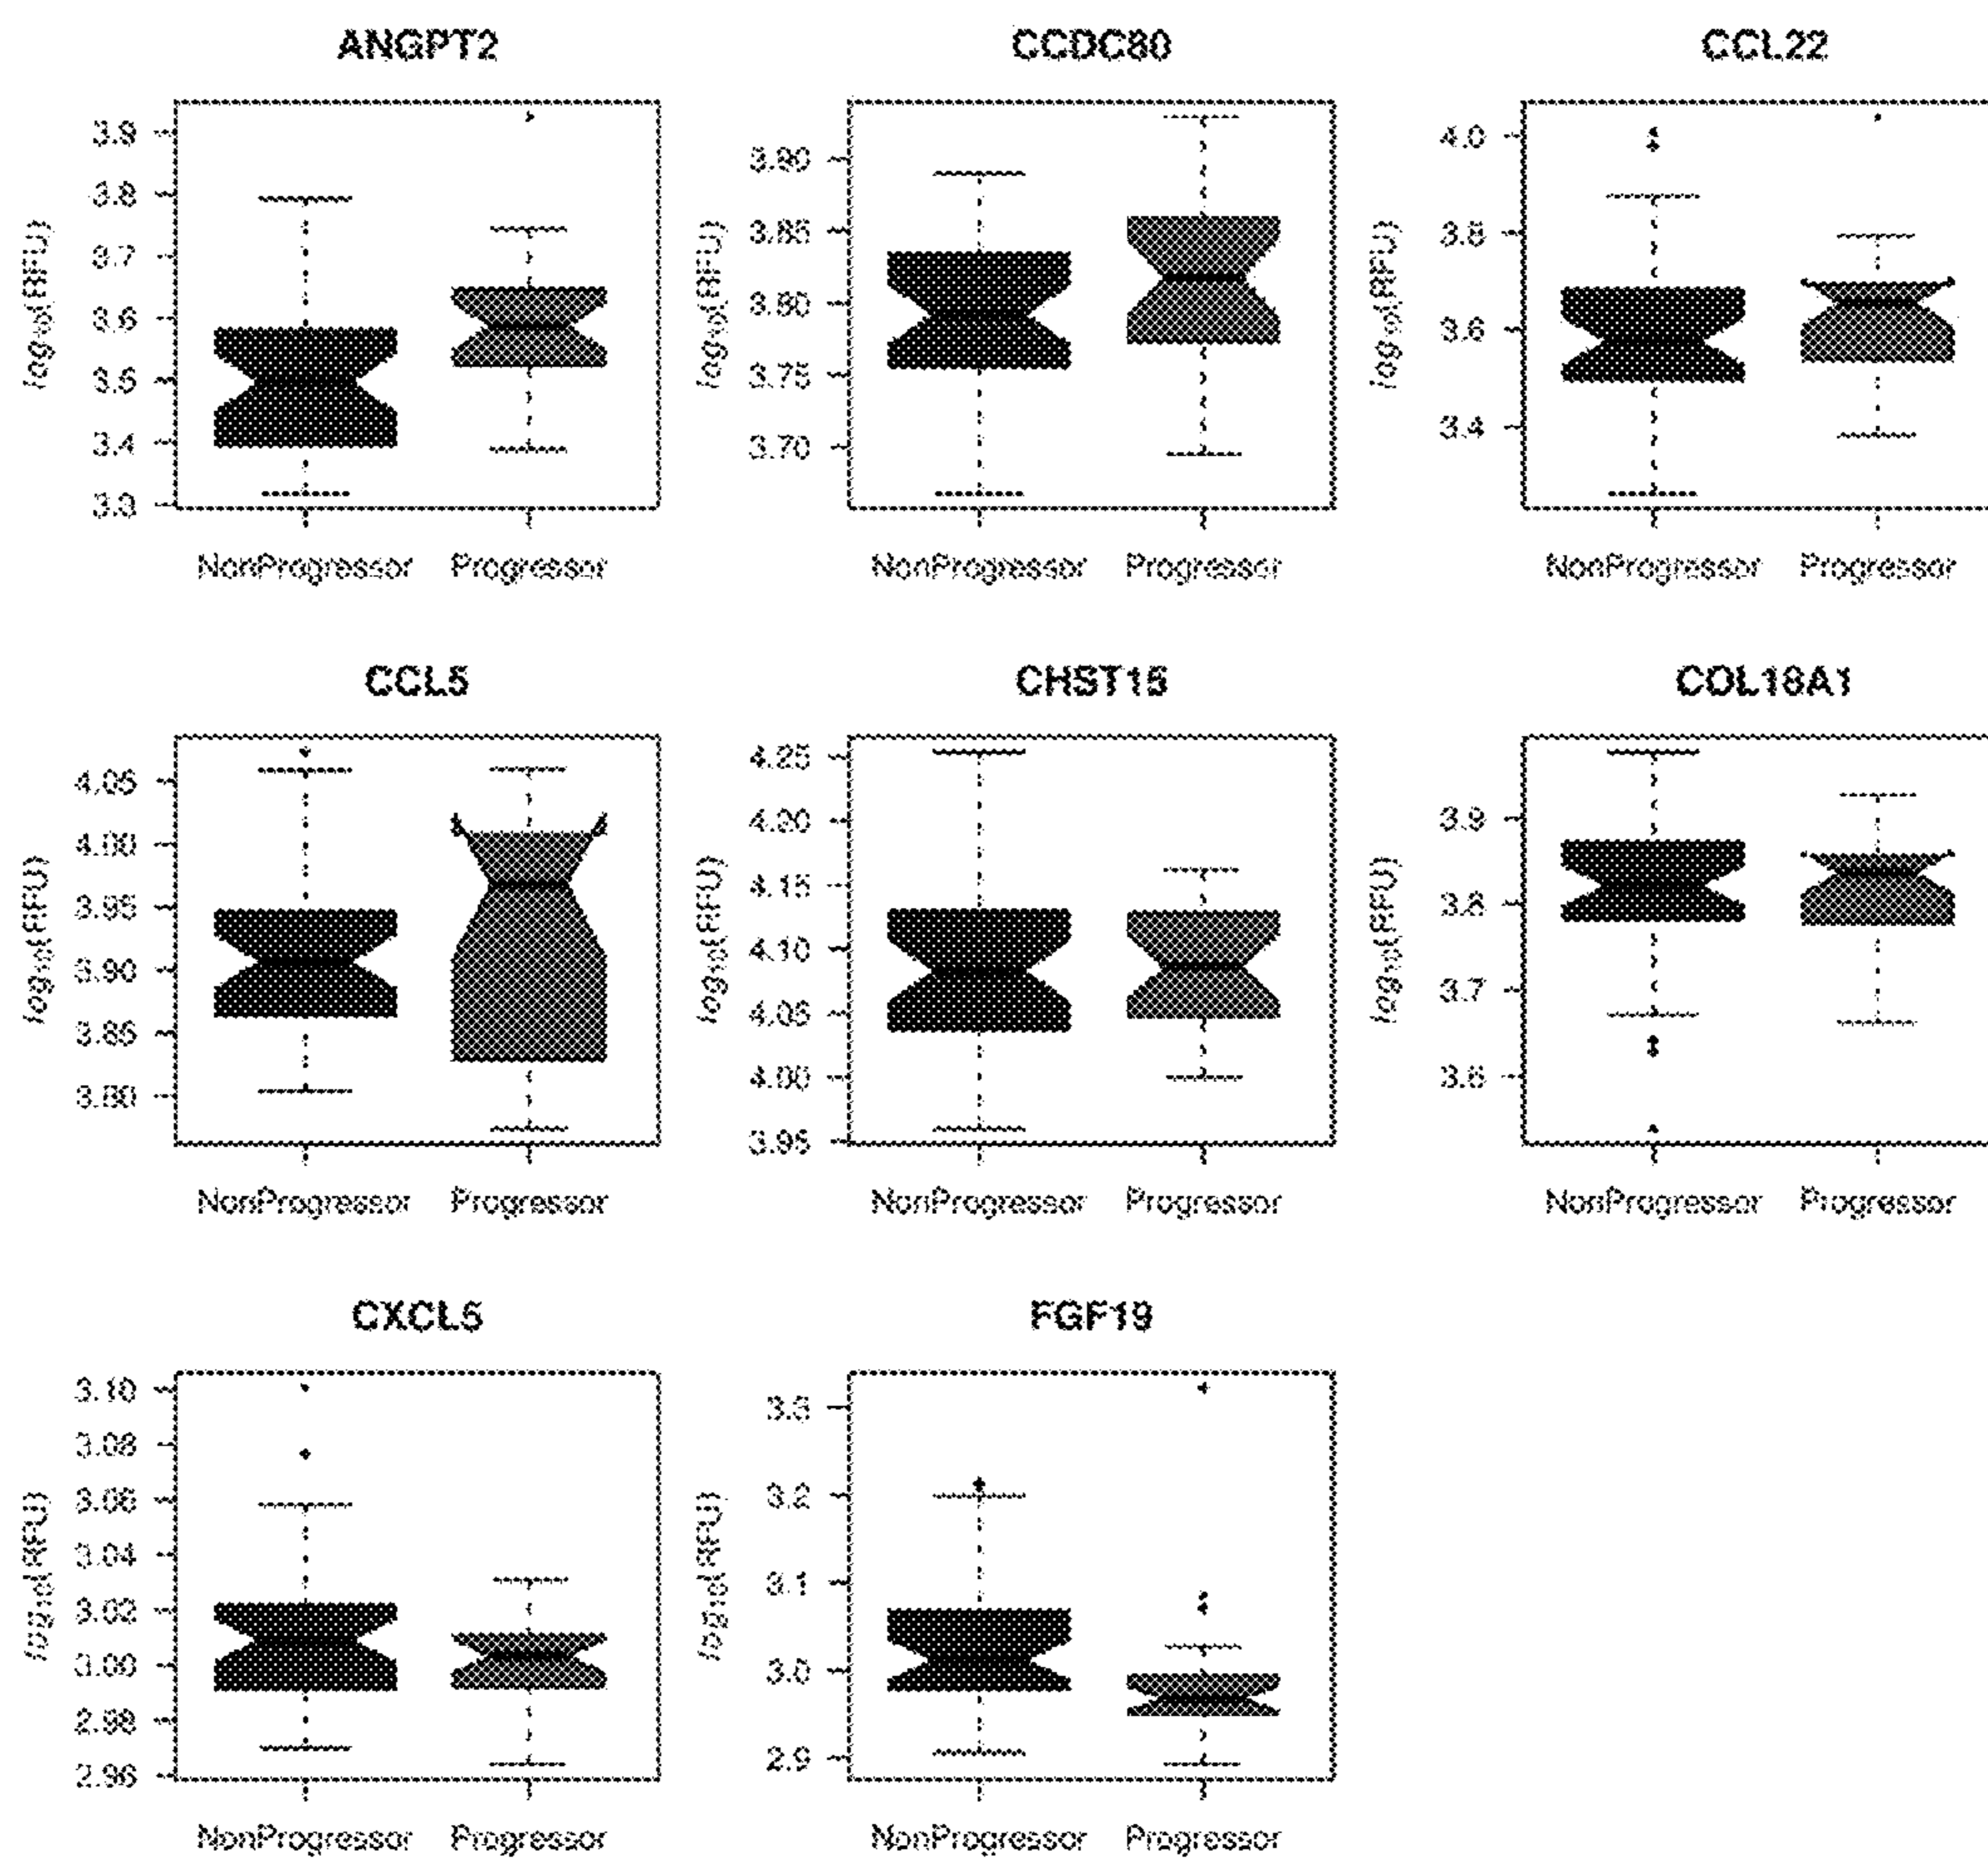 ANGPT2 CCDC80 CCL22
log10(RFU) 3.9 3.8 3.7 3.6 3.5 3.4 3.3
NonProgressor Progressor
log10(RFU) 3.90 3.85 3.80 3.75 3.70
NonProgressor Progressor
log10(RFU) 4.0 3.8 3.6 3.4
NonProgressor Progressor
CCL5 CHST15 COL18A1
log10(RFU) 4.05 4.00 3.95 3.90 3.85 3.80
NonProgressor Progressor
log10(RFU) 4.25 4.20 4.15 4.10 4.05 4.00 3.95
NonProgressor Progressor
log10(RFU) 3.9 3.8 3.7 3.6
NonProgressor Progressor
CXCL5 FGF19
log10(RFU) 3.10 3.08 3.06 3.04 3.02 3.00 2.98 2.96
NonProgressor Progressor
log10(RFU) 3.3 3.2 3.1 3.0 2.9
NonProgressor Progressor